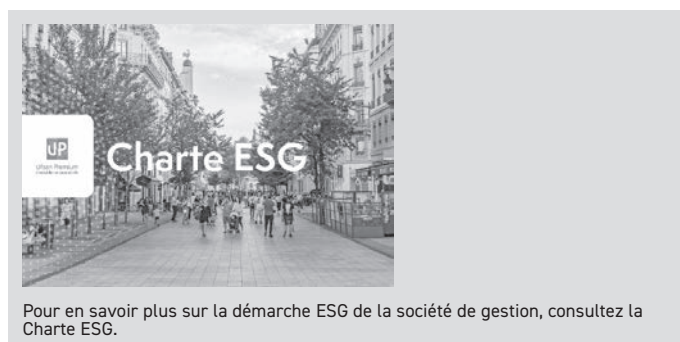 UP
Urban Premium
Charte ESG
Pour en savoir plus sur la démarche ESG de la société de gestion, consultez la
Charte ESG.